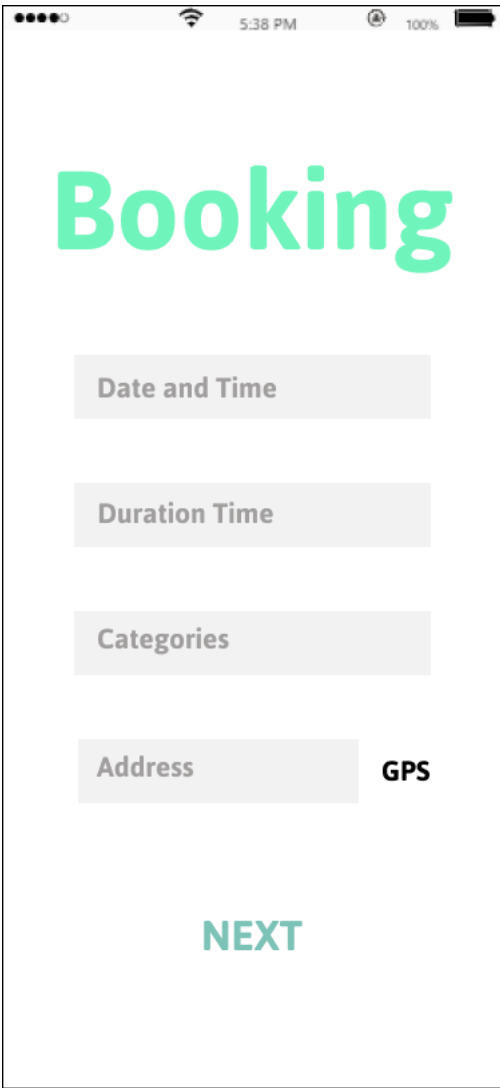 5:38 PM 100%
Booking
Date and Time
Duration Time
Categories
Address GPS
NEXT